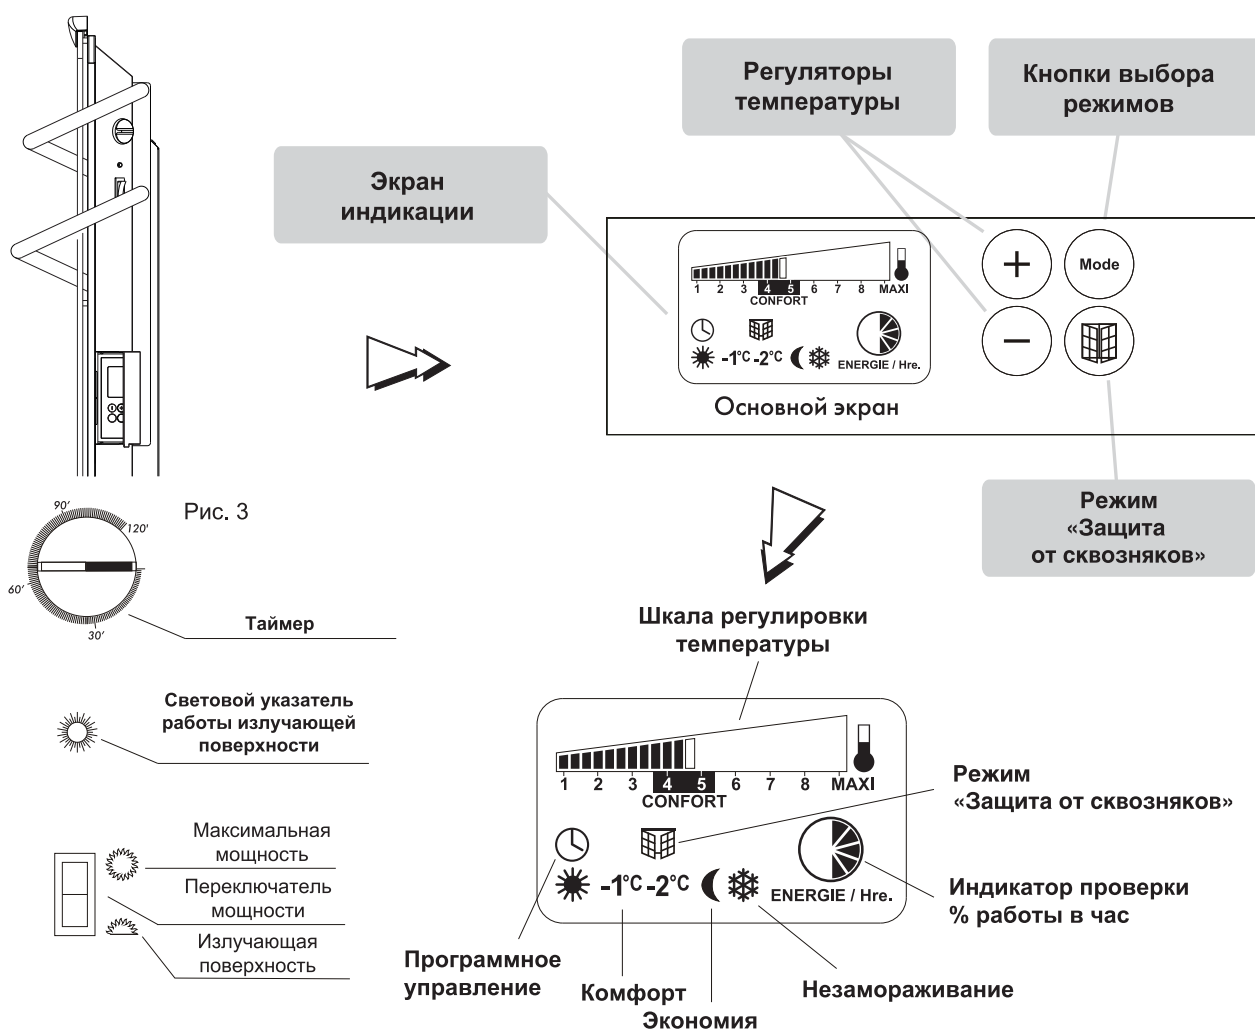 Регуляторы
температуры
Кнопки выбора
режимов
Экран
индикации
1 2 3 4 5 6 7 8 MAXI
CONFORT
-1°C -2°C
ENERGIE / Hre.
Основной экран
+
Mode
−
Режим
«Защита
от сквозняков»
Рис. 3
90'
120'
60'
30'
Таймер
Световой указатель
работы излучающей
поверхности
Максимальная
мощность
Переключатель
мощности
Излучающая
поверхность
Шкала регулировки
температуры
1 2 3 4 5 6 7 8 MAXI
CONFORT
-1°C -2°C
ENERGIE / Hre.
Режим
«Защита от сквозняков»
Индикатор проверки
% работы в час
Программное
управление
Комфорт
Экономия
Незамораживание